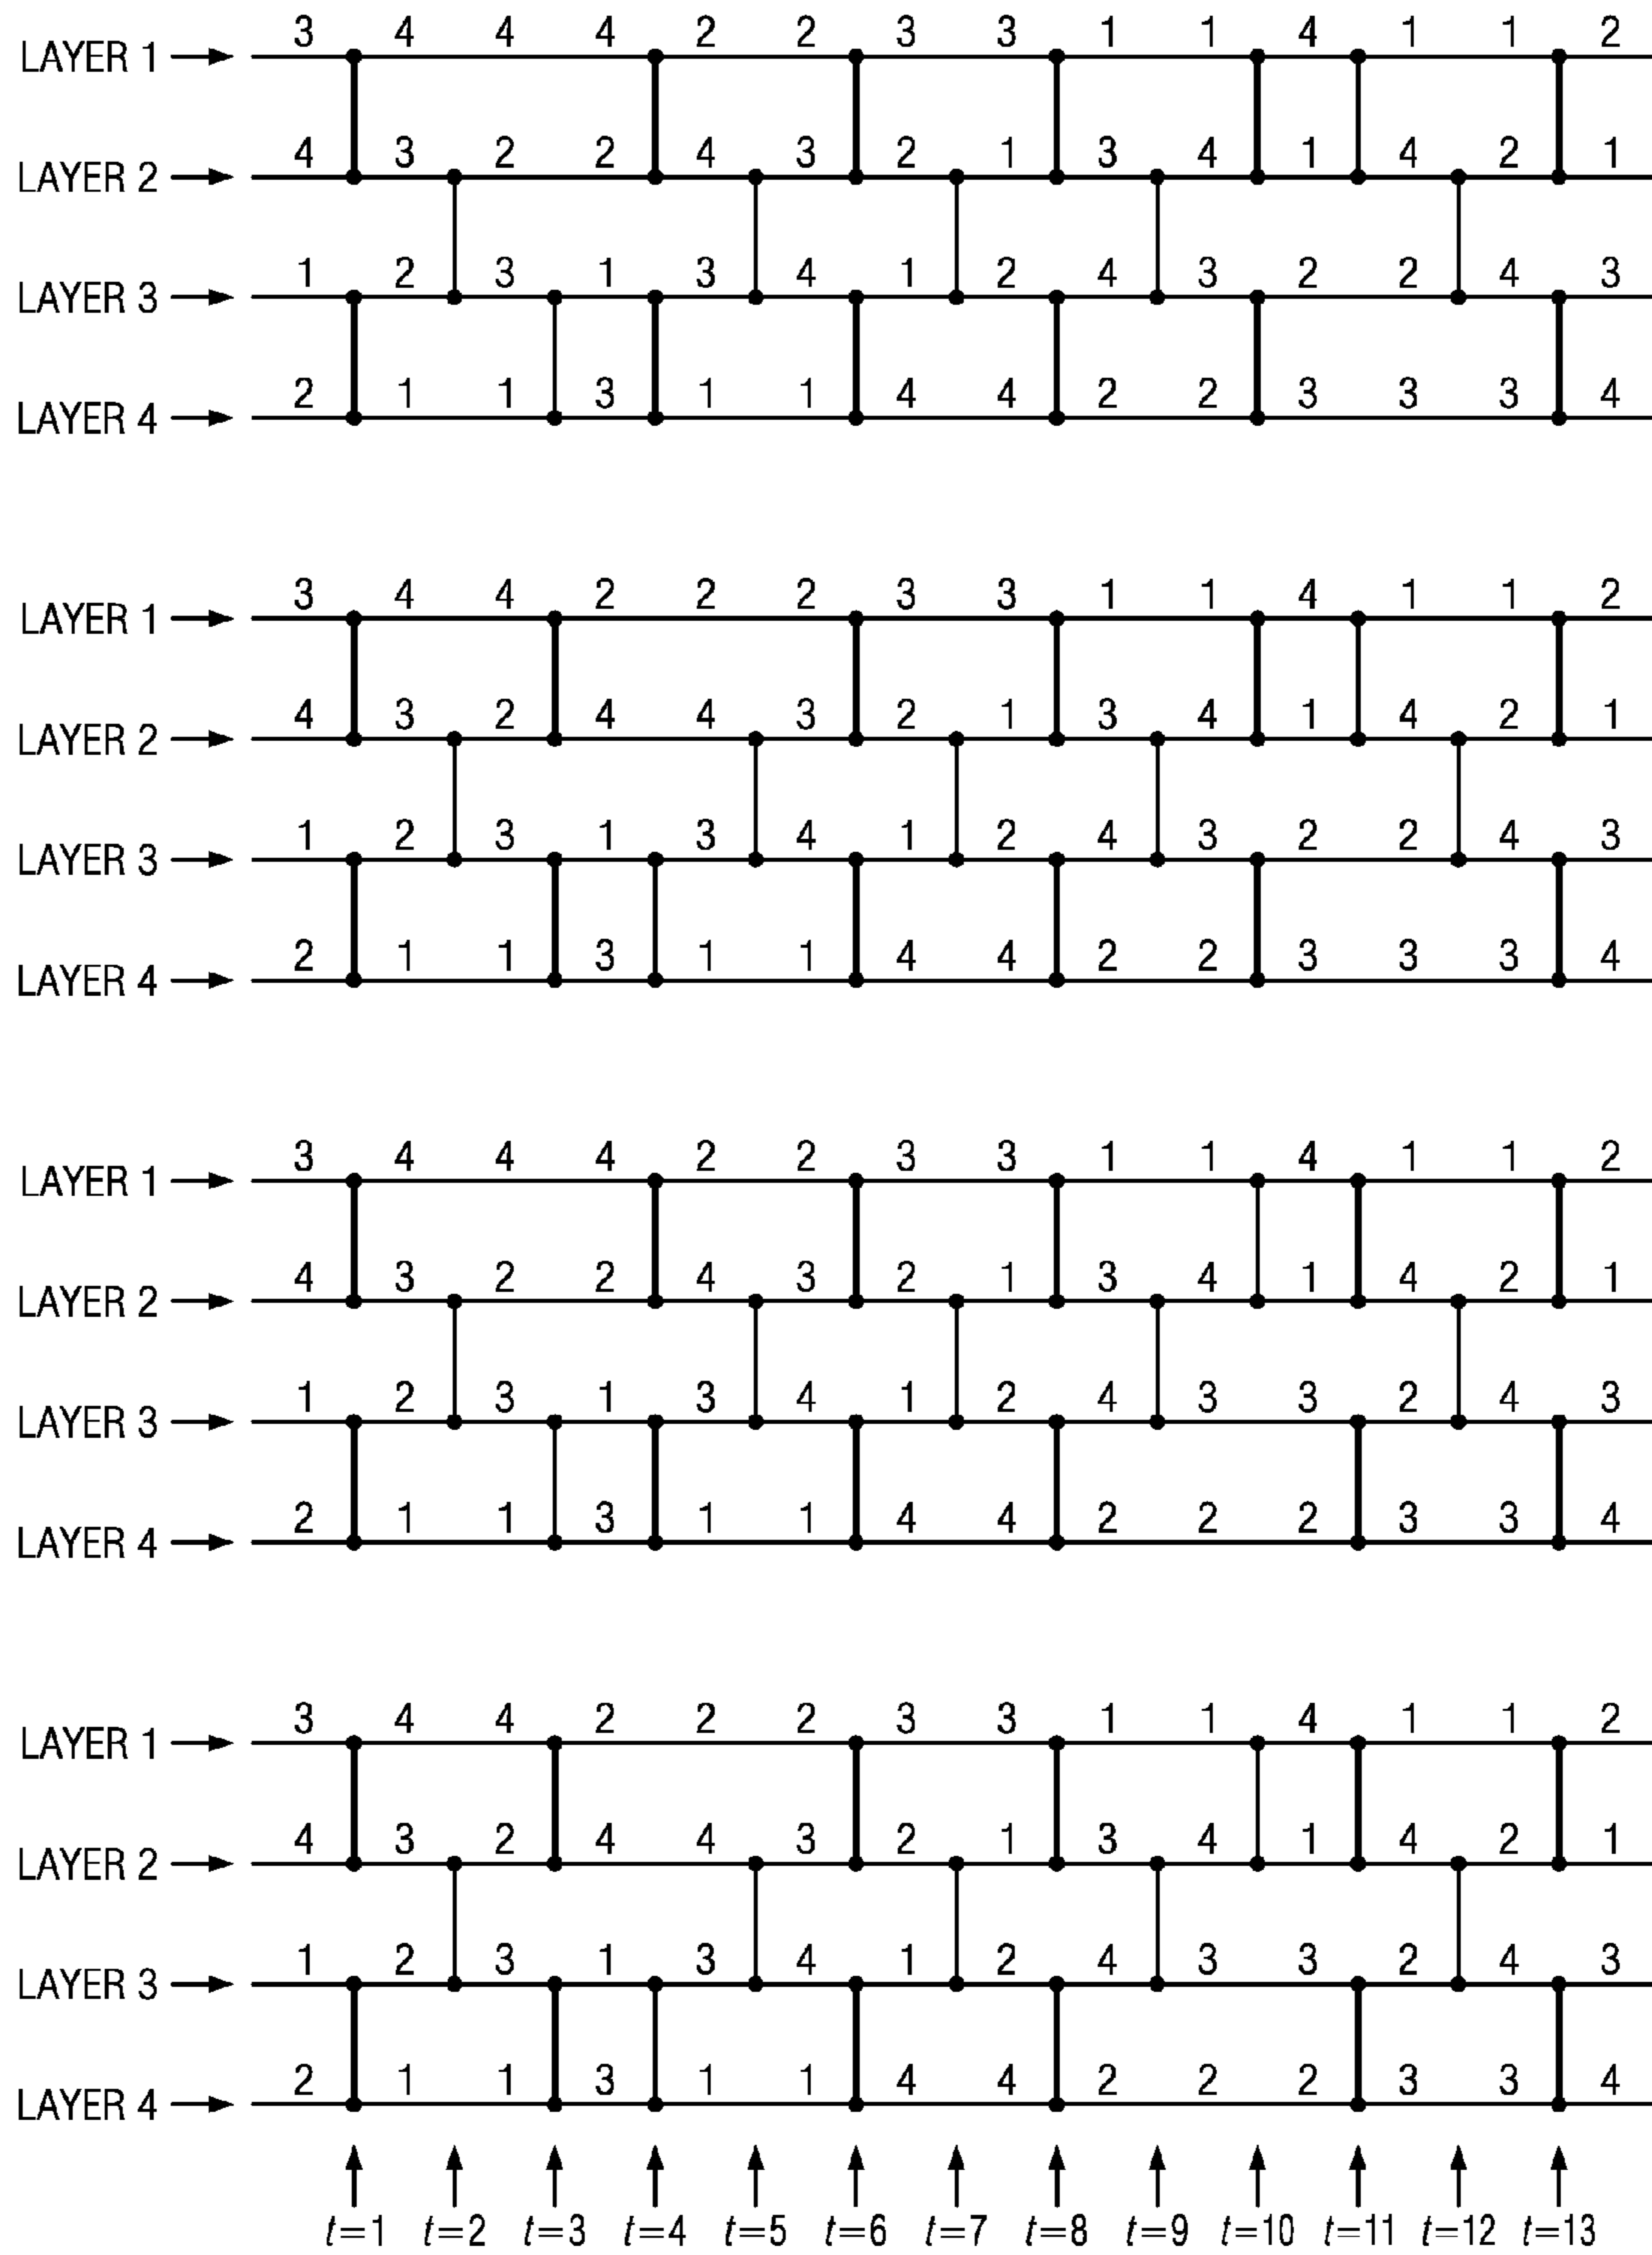 3 4 4 4 2 2 3 3 1 1 4 1 1 2
LAYER 1
4 3 2 2 4 3 2 1 3 4 1 4 2 1
LAYER 2
1 2 3 1 3 4 1 2 4 3 2 2 4 3
LAYER 3
2 1 1 3 1 1 4 4 2 2 3 3 3 4
LAYER 4
3 4 4 2 2 2 3 3 1 1 4 1 1 2
LAYER 1
4 3 2 4 4 3 2 1 3 4 1 4 2 1
LAYER 2
1 2 3 1 3 4 1 2 4 3 2 2 4 3
LAYER 3
2 1 1 3 1 1 4 4 2 2 3 3 3 4
LAYER 4
3 4 4 4 2 2 3 3 1 1 4 1 1 2
LAYER 1
4 3 2 2 4 3 2 1 3 4 1 4 2 1
LAYER 2
1 2 3 1 3 4 1 2 4 3 3 2 4 3
LAYER 3
2 1 1 3 1 1 4 4 2 2 2 3 3 4
LAYER 4
3 4 4 2 2 2 3 3 1 1 4 1 1 2
LAYER 1
4 3 2 4 4 3 2 1 3 4 1 4 2 1
LAYER 2
1 2 3 1 3 4 1 2 4 3 3 2 4 3
LAYER 3
2 1 1 3 1 1 4 4 2 2 2 3 3 4
LAYER 4
t=1 t=2 t=3 t=4 t=5 t=6 t=7 t=8 t=9 t=10 t=11 t=12 t=13